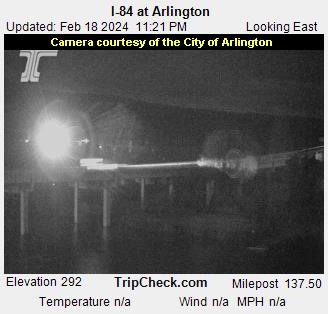 I-84 at Arlington
Updated: Feb 18 2024 11:21 PM Looking East
Camera courtesy of the City of Arlington
Elevation 292 TripCheck.com Milepost 137.50
Temperature n/a Wind n/a MPH n/a